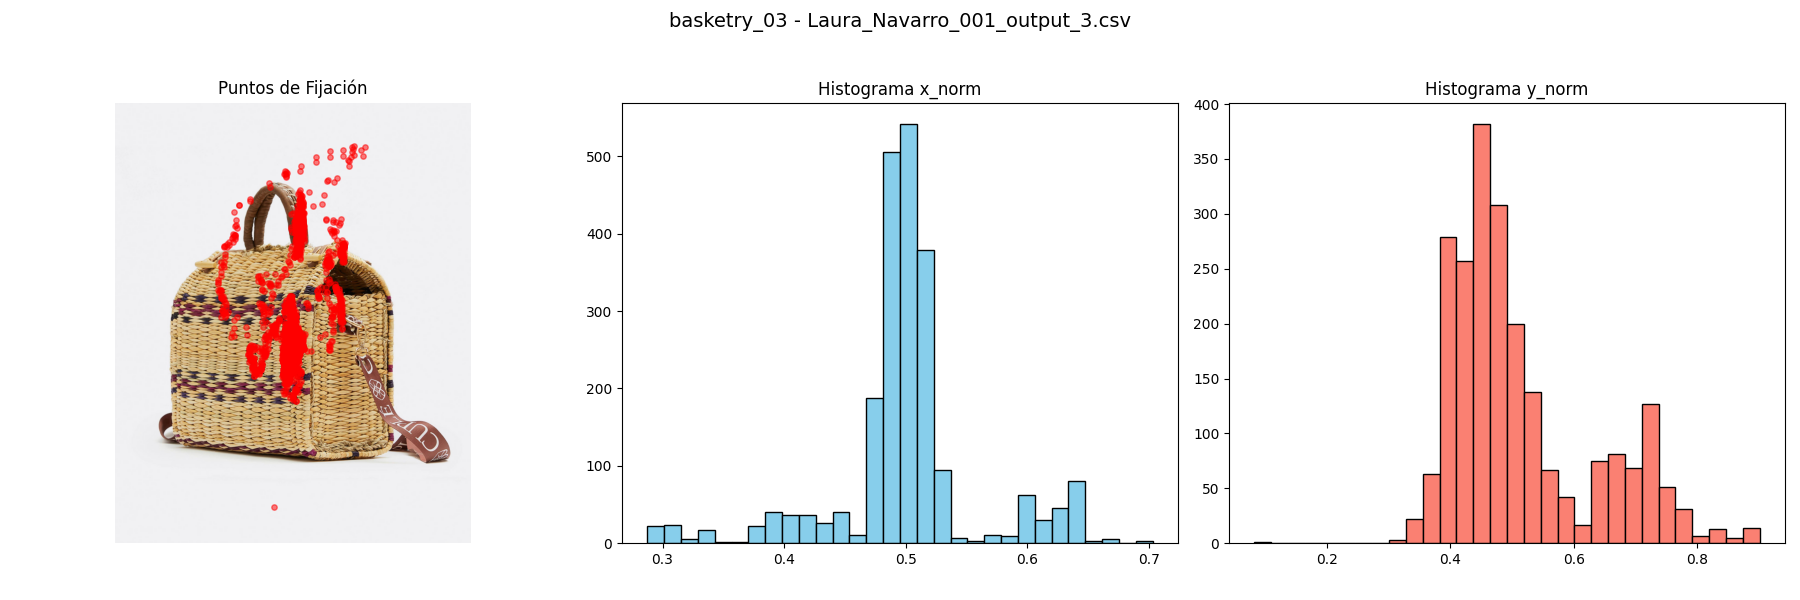 basketry_03 - Laura_Navarro_001_output_3.csv
Puntos de Fijación
Histograma x_norm
Histograma y_norm
500
400
300
200
100
0
0.3 0.4 0.5 0.6 0.7
400
350
300
250
200
150
100
50
0
0.2 0.4 0.6 0.8